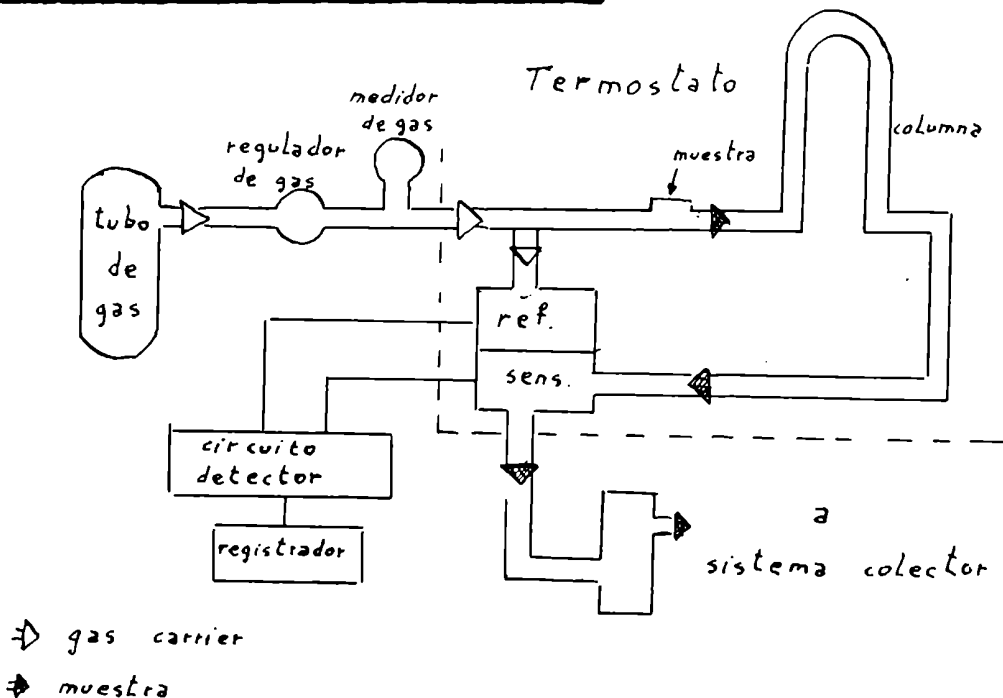 Termostato
medidor
de gas
regulador
de gas
columna
muestra
tubo
de
gas
ref.
sens.
circuito
detector
registrador
a
sistema colector
gas carrier
muestra